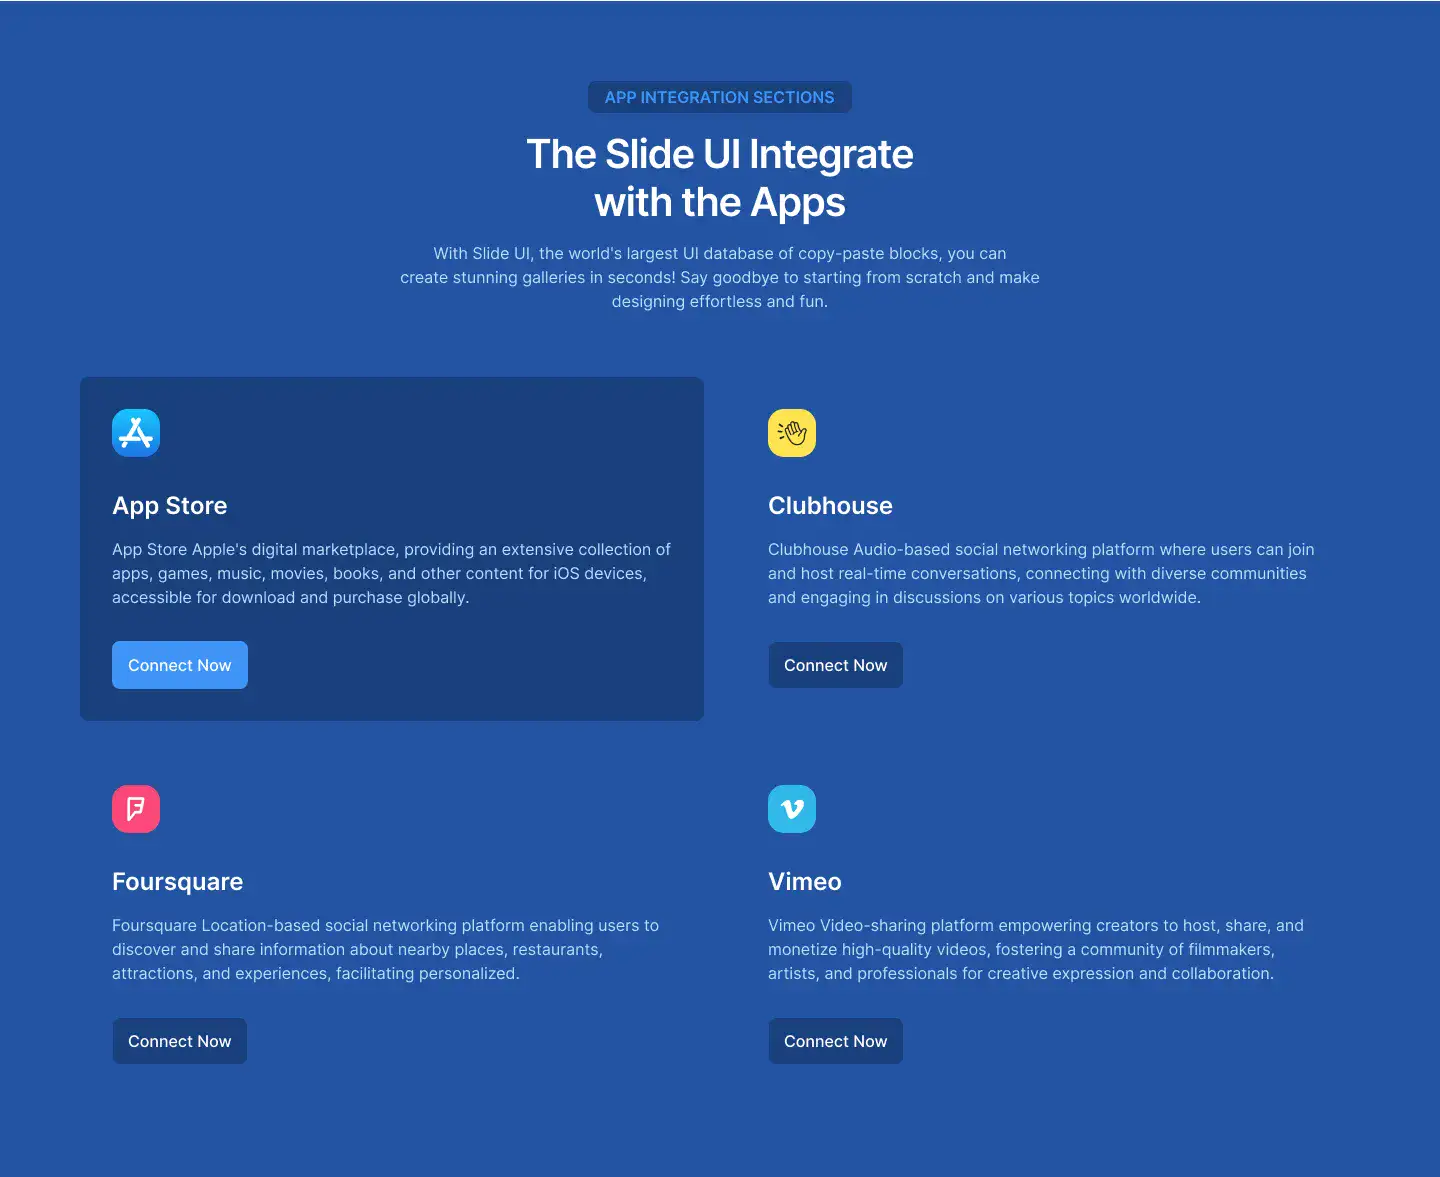 APP INTEGRATION SECTIONS
The Slide UI Integrate
with the Apps
With Slide UI, the world's largest UI database of copy-paste blocks, you can
create stunning galleries in seconds! Say goodbye to starting from scratch and make
designing effortless and fun.
App Store
App Store Apple's digital marketplace, providing an extensive collection of
apps, games, music, movies, books, and other content for iOS devices,
accessible for download and purchase globally.
Connect Now
Clubhouse
Clubhouse Audio-based social networking platform where users can join
and host real-time conversations, connecting with diverse communities
and engaging in discussions on various topics worldwide.
Connect Now
Foursquare
Foursquare Location-based social networking platform enabling users to
discover and share information about nearby places, restaurants,
attractions, and experiences, facilitating personalized.
Connect Now
Vimeo
Vimeo Video-sharing platform empowering creators to host, share, and
monetize high-quality videos, fostering a community of filmmakers,
artists, and professionals for creative expression and collaboration.
Connect Now